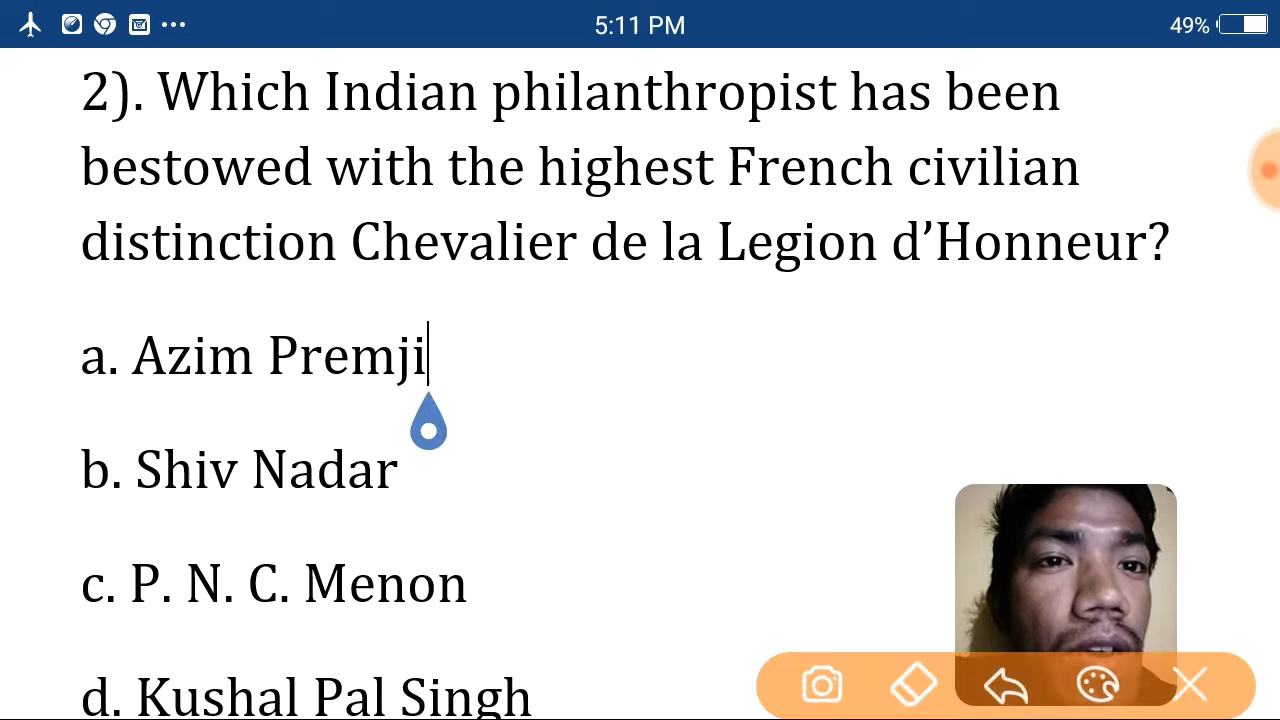 5:11 PM
49%
2). Which Indian philanthropist has been
bestowed with the highest French civilian
distinction Chevalier de la Legion d’Honneur?
a. Azim Premji
b. Shiv Nadar
c. P. N. C. Menon
d. Kushal Pal Singh